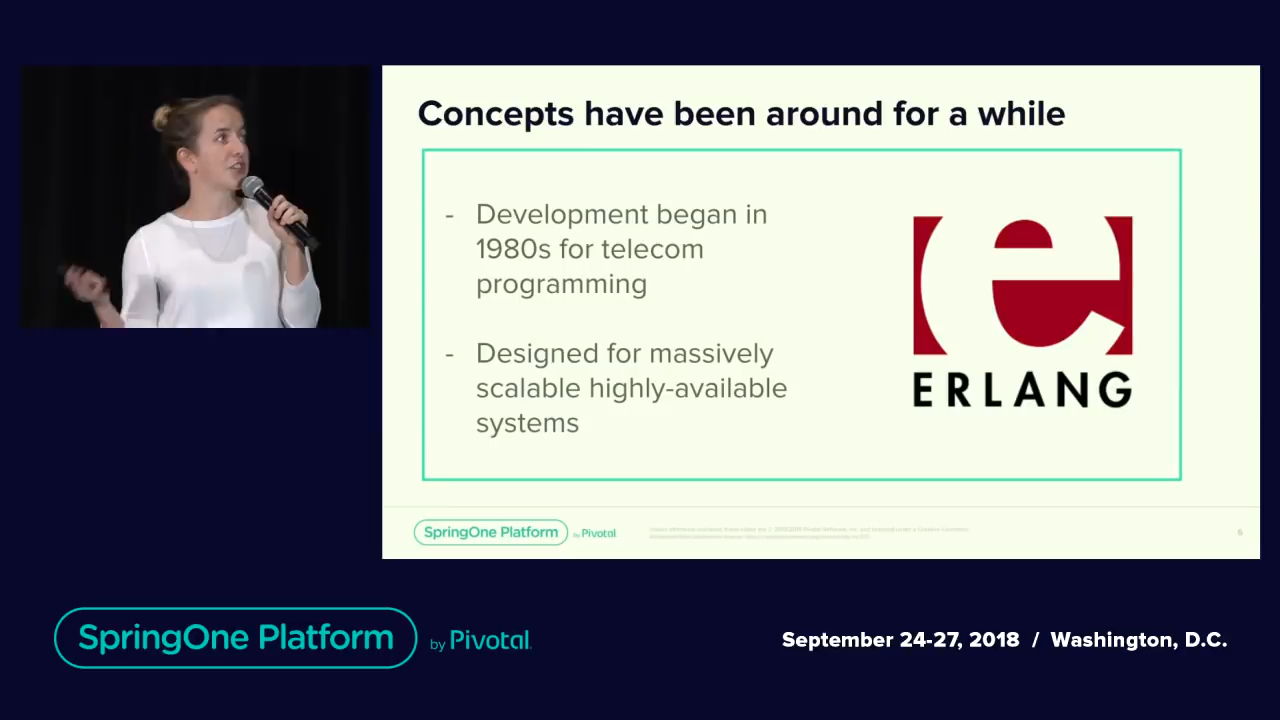 Concepts have been around for a while
- Development began in
1980s for telecom
programming
- Designed for massively
scalable highly-available
systems
e
ERLANG
SpringOne Platform by Pivotal
6
SpringOne Platform by Pivotal
September 24-27, 2018 / Washington, D.C.